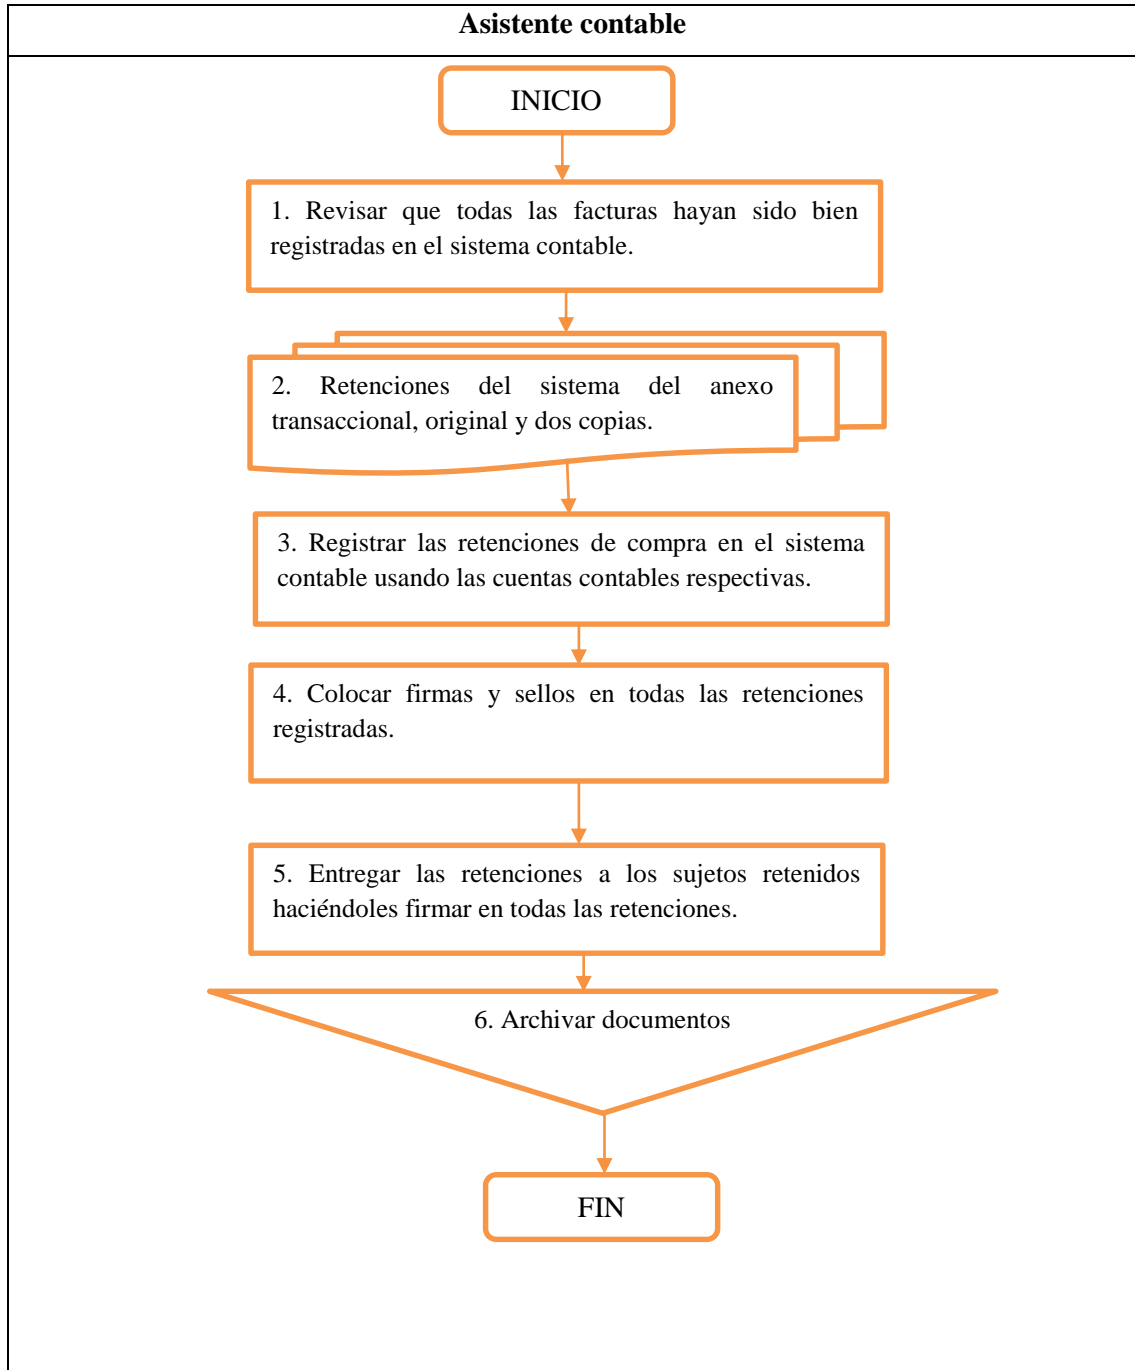 Asistente contable
INICIO
1. Revisar que todas las facturas hayan sido bien
registradas en el sistema contable.
2. Retenciones del sistema del anexo
transaccional, original y dos copias.
3. Registrar las retenciones de compra en el sistema
contable usando las cuentas contables respectivas.
4. Colocar firmas y sellos en todas las retenciones
registradas.
5. Entregar las retenciones a los sujetos retenidos
haciéndoles firmar en todas las retenciones.
6. Archivar documentos
FIN